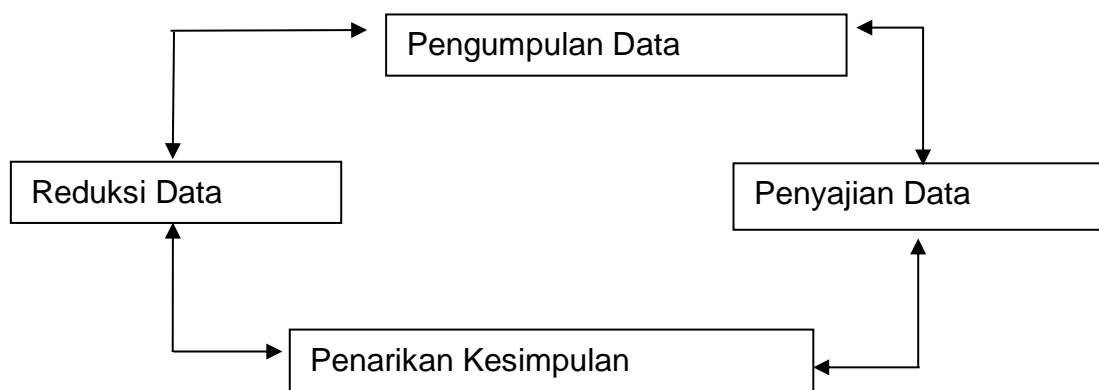 Pengumpulan Data
Reduksi Data
Penyajian Data
Penarikan Kesimpulan